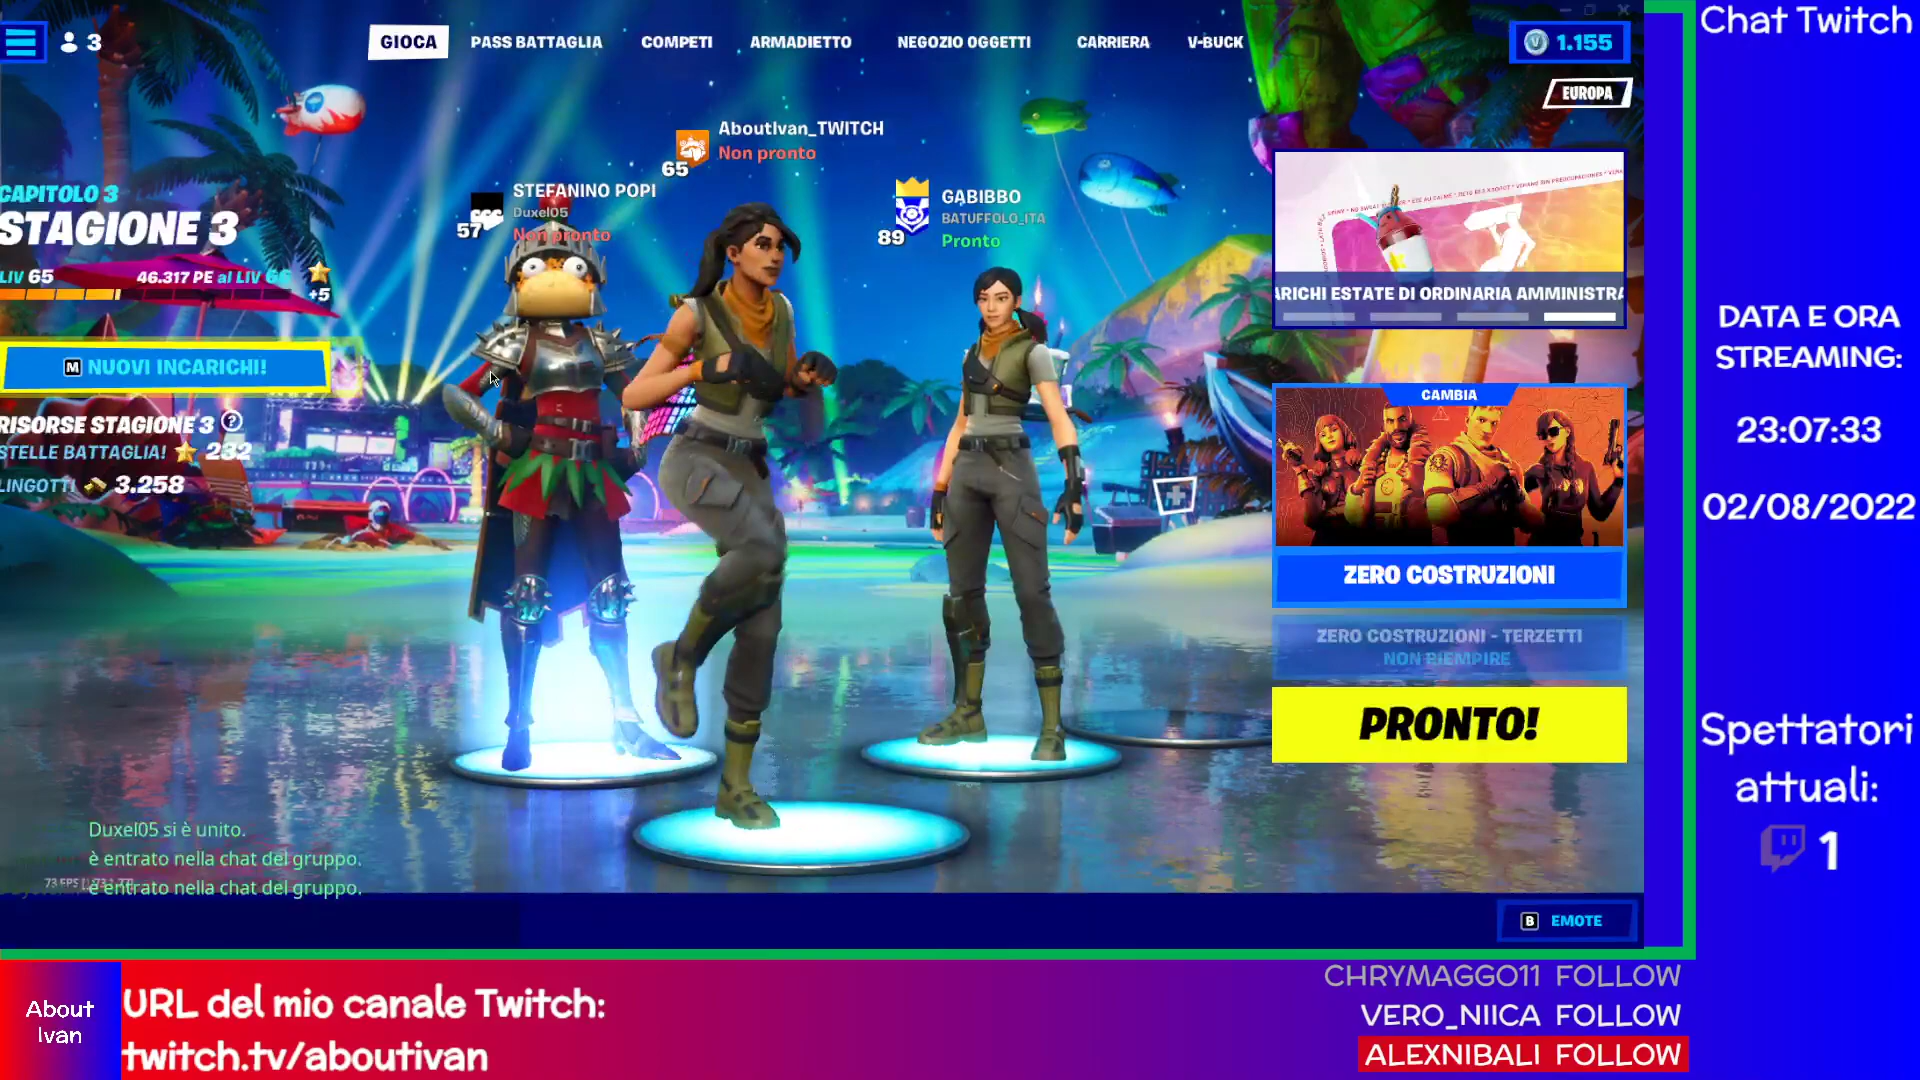 3
GIOCA
PASS BATTAGLIA
COMPETI
ARMADIETTO
NEGOZIO OGGETTI
CARRIERA
V-BUCK
1.155
EUROPA
CAPITOLO 3
STAGIONE 3
LIV 65
46.317 PE al LIV 66
+5
M NUOVI INCARICHI!
RISORSE STAGIONE 3 ?
STELLE BATTAGLIA! 232
LINGOTTI 3.258
STEFANINO POPI
Duxel05
57
Non pronto
AboutIvan_TWITCH
65
Non pronto
GABIBBO
BATUFFOLO_ITA
89
Pronto
ARICHI ESTATE DI ORDINARIA AMMINISTRA
CAMBIA
ZERO COSTRUZIONI
ZERO COSTRUZIONI - TERZETTI
NON RIEMPIRE
PRONTO!
Duxel05 si è unito.
è entrato nella chat del gruppo.
è entrato nella chat del gruppo.
73 FPS
B EMOTE
Chat Twitch
DATA E ORA
STREAMING:
23:07:33
02/08/2022
Spettatori
attuali:
1
About
Ivan
URL del mio canale Twitch:
twitch.tv/aboutivan
CHRYMAGGO11 FOLLOW
VERO_NIICA FOLLOW
ALEXNIBALI FOLLOW